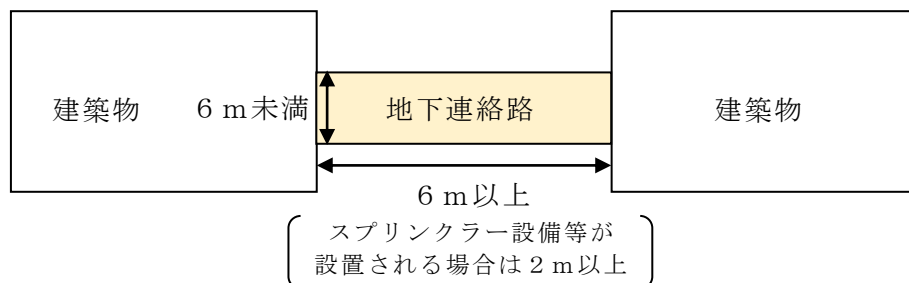 建築物
６ｍ未満
地下連絡路
建築物
６ｍ以上
スプリンクラー設備等が
設置される場合は２ｍ以上